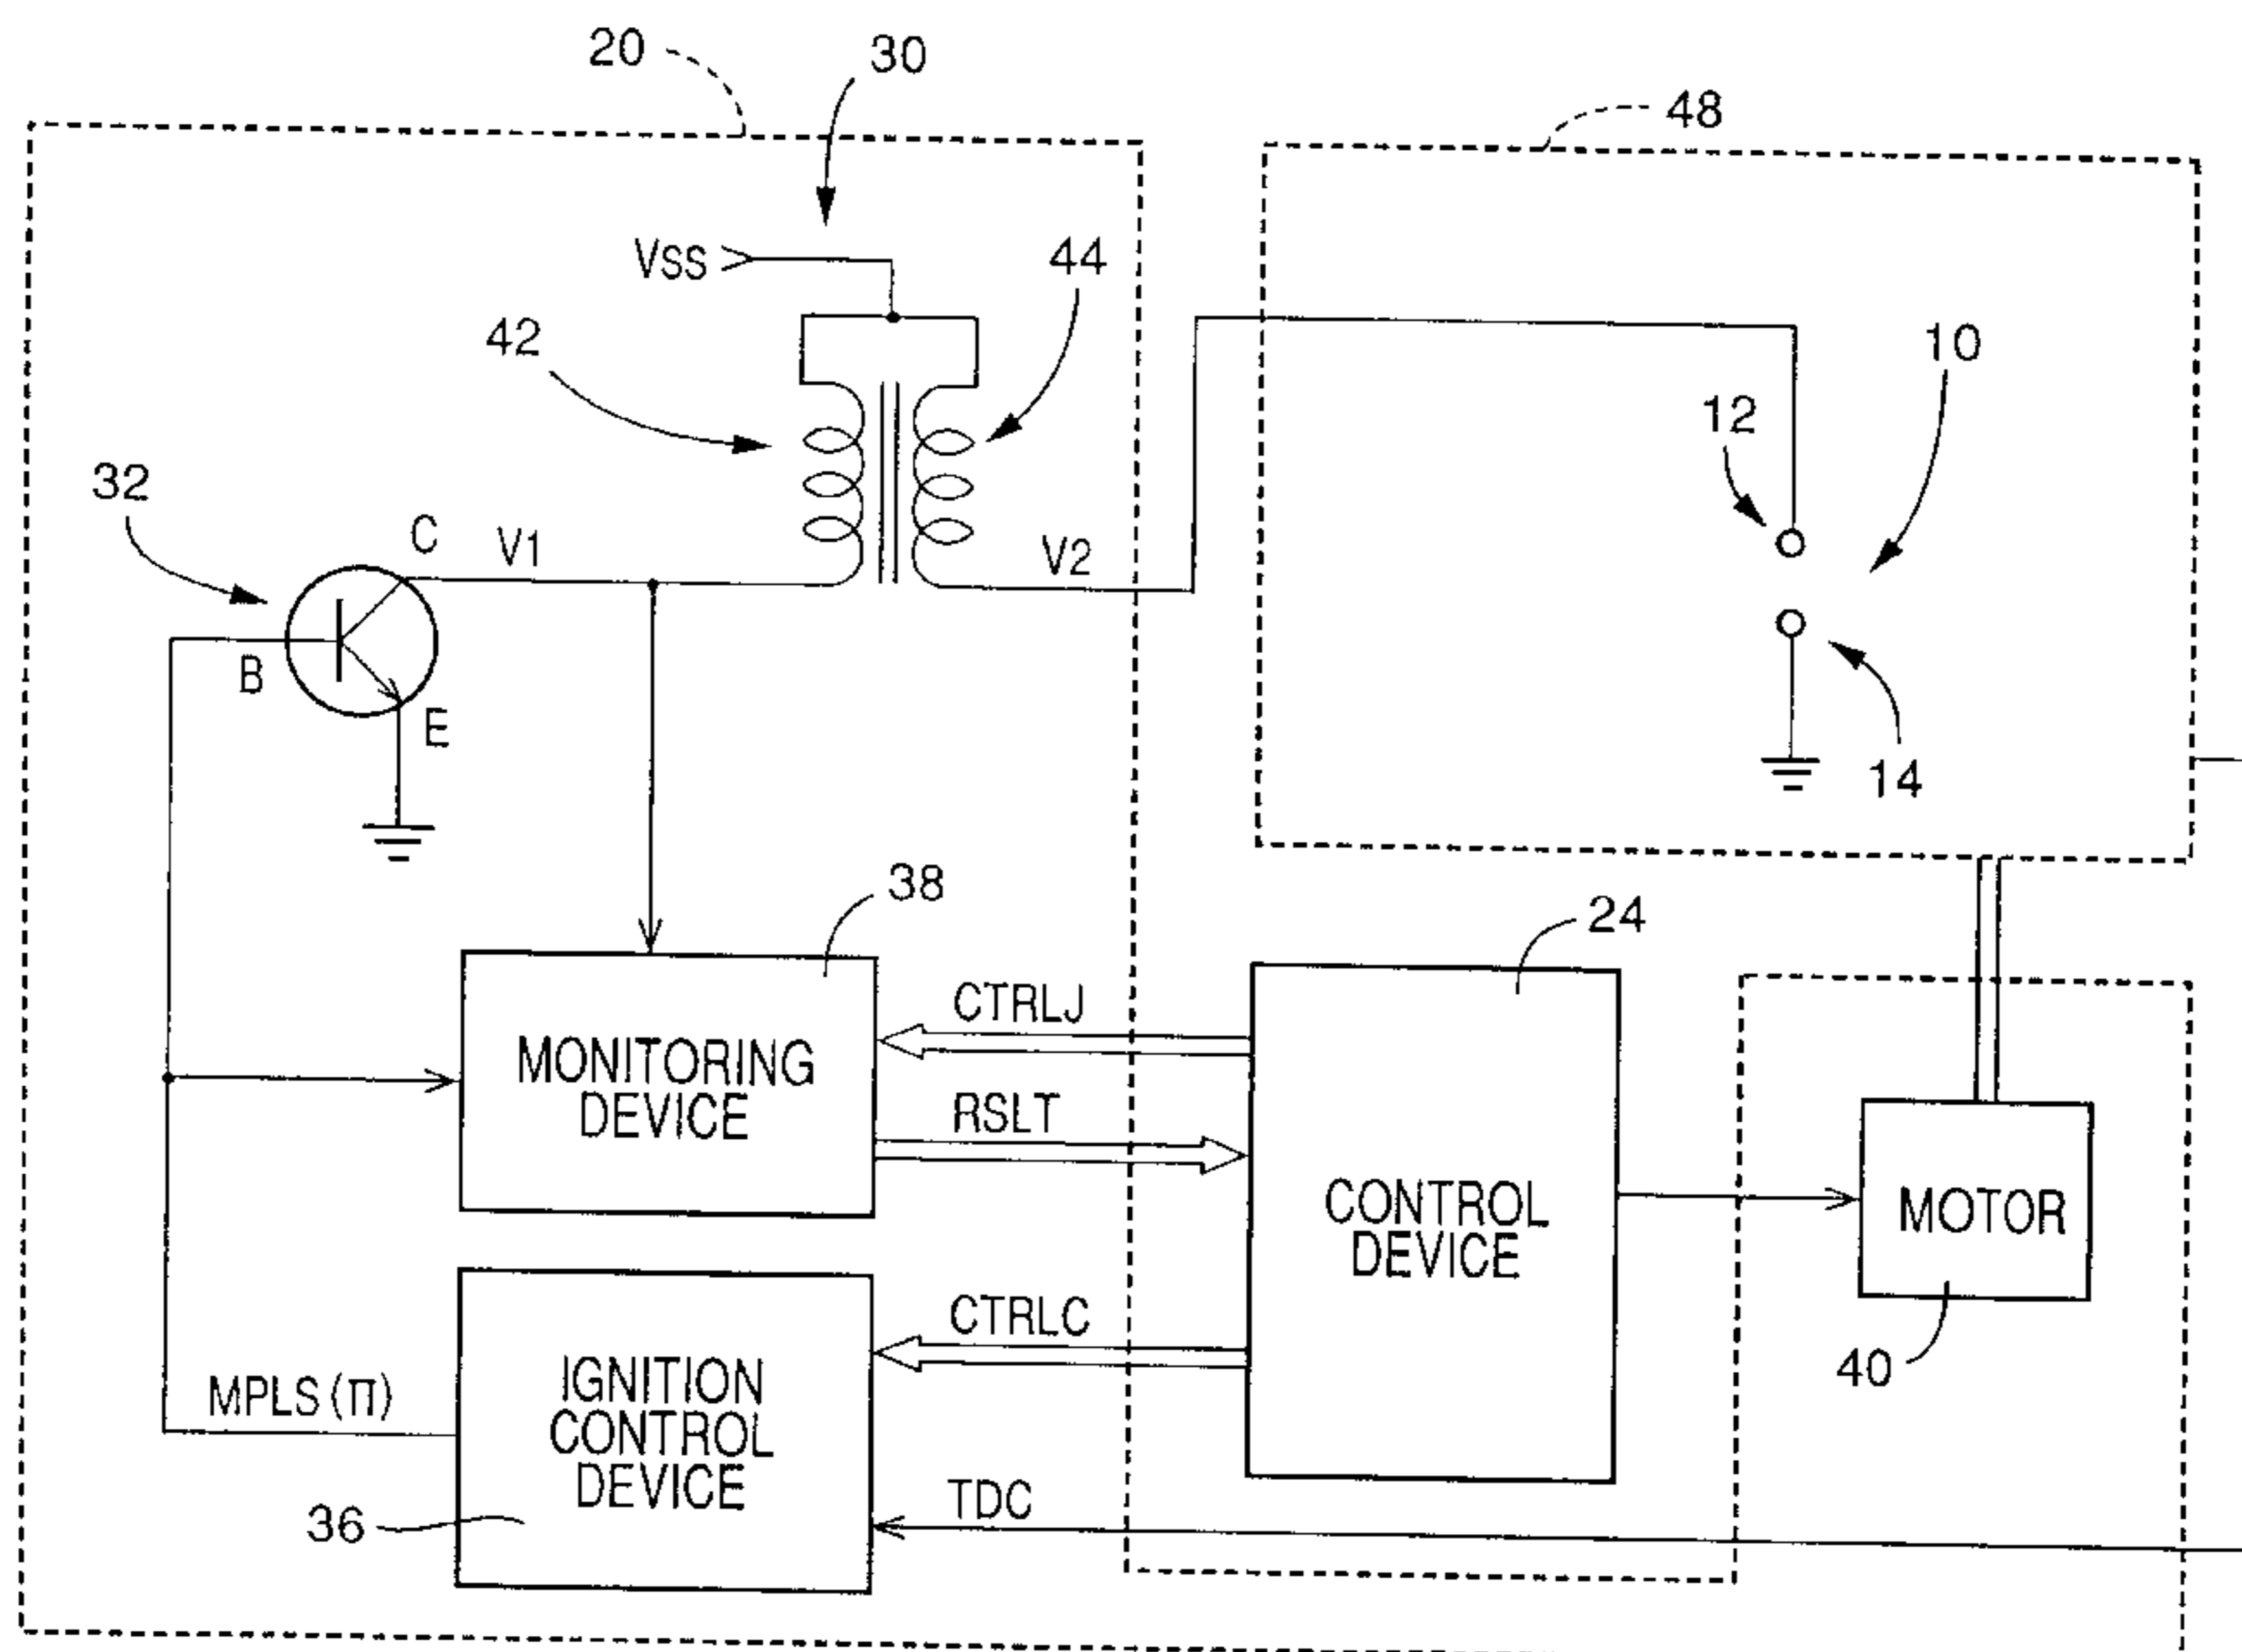 20
30
48
VSS
44
42
10
12
32
C
V1
V2
B
E
14
38
24
CTRLJ
MONITORING
DEVICE
RSLT
CONTROL
DEVICE
MOTOR
CTRLC
40
IGNITION
CONTROL
DEVICE
MPLS (Π)
TDC
36